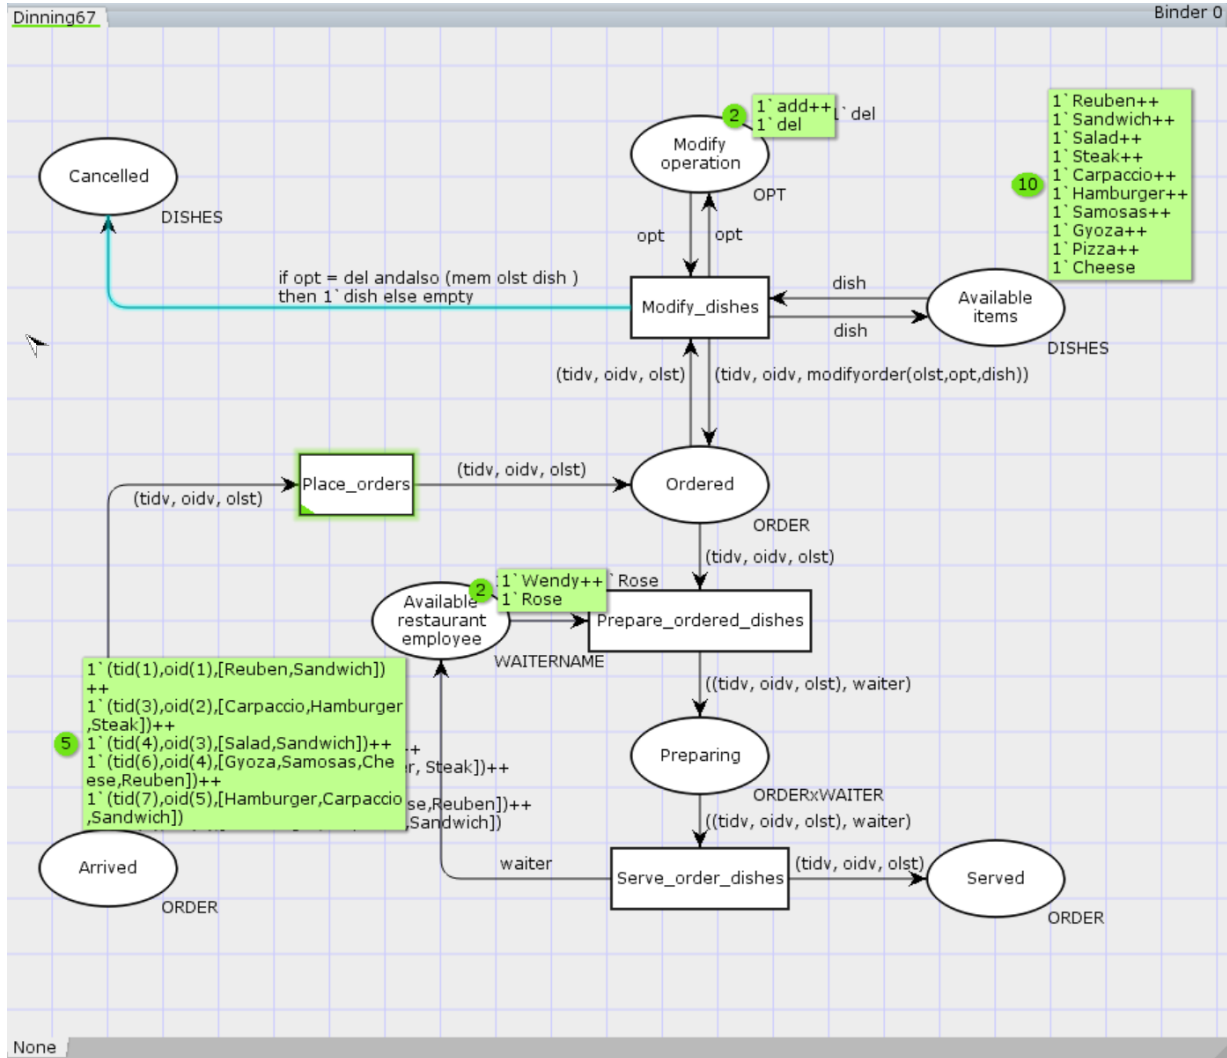 Dinning67
Binder 0
1`add++
1`del
1`del
2
Modify
operation
OPT
1`Reuben++
1`Sandwich++
1`Salad++
1`Steak++
1`Carpaccio++
1`Hamburger++
1`Samosas++
1`Gyoza++
1`Pizza++
1`Cheese
10
Cancelled
DISHES
opt
opt
if opt = del andalso (mem olst dish )
then 1`dish else empty
Modify_dishes
dish
dish
Available
items
DISHES
(tidv, oidv, olst)
(tidv, oidv, modifyorder(olst,opt,dish))
Place_orders
(tidv, oidv, olst)
(tidv, oidv, olst)
Ordered
ORDER
(tidv, oidv, olst)
2
1`Wendy++
1`Rose
`Rose
Available
restaurant
employee
WAITERNAME
Prepare_ordered_dishes
((tidv, oidv, olst), waiter)
1`(tid(1),oid(1),[Reuben,Sandwich])
++
1`(tid(3),oid(2),[Carpaccio,Hamburger
,Steak])++
1`(tid(4),oid(3),[Salad,Sandwich])++
1`(tid(6),oid(4),[Gyoza,Samosas,Che
ese,Reuben])++
1`(tid(7),oid(5),[Hamburger,Carpaccio
,Sandwich])
5
++
r, Steak])++
se,Reuben])++
,Sandwich])
Preparing
ORDERxWAITER
((tidv, oidv, olst), waiter)
Arrived
ORDER
waiter
Serve_order_dishes
(tidv, oidv, olst)
Served
ORDER
None